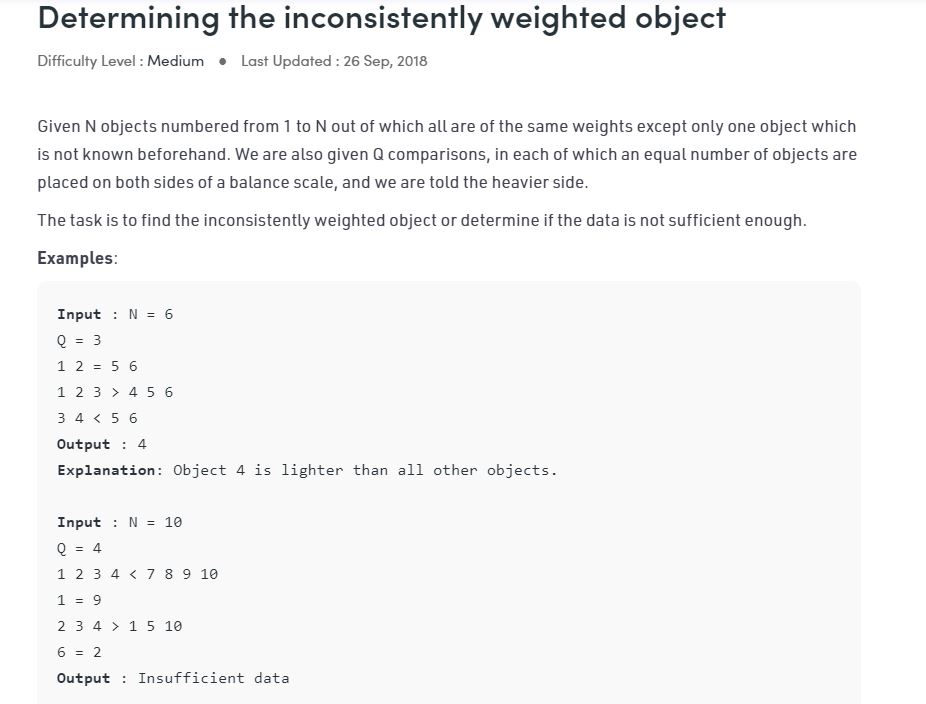 Determining the inconsistently weighted object
Difficulty Level : Medium ● Last Updated : 26 Sep, 2018
Given N objects numbered from 1 to N out of which all are of the same weights except only one object which
is not known beforehand. We are also given Q comparisons, in each of which an equal number of objects are
placed on both sides of a balance scale, and we are told the heavier side.
The task is to find the inconsistently weighted object or determine if the data is not sufficient enough.
Examples:
Input : N = 6
Q = 3
1 2 = 5 6
1 2 3 > 4 5 6
3 4 < 5 6
Output : 4
Explanation: Object 4 is lighter than all other objects.
Input : N = 10
Q = 4
1 2 3 4 < 7 8 9 10
1 = 9
2 3 4 > 1 5 10
6 = 2
Output : Insufficient data